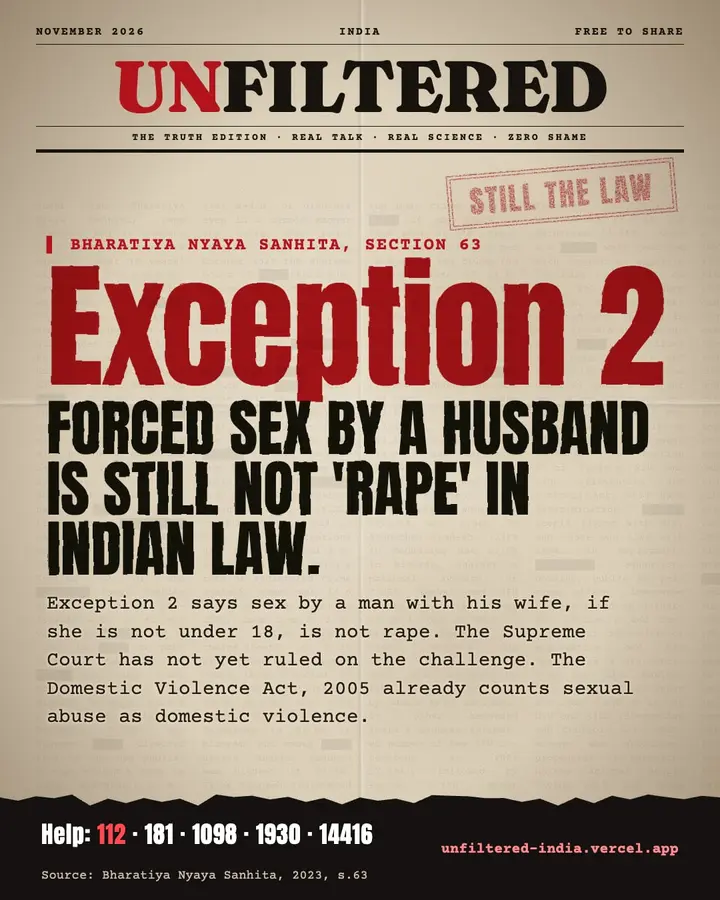 NOVEMBER 2026 INDIA FREE TO SHARE
UNFILTERED
THE TRUTH EDITION · REAL TALK · REAL SCIENCE · ZERO SHAME
STILL THE LAW
BHARATIYA NYAYA SANHITA, SECTION 63
Exception 2
FORCED SEX BY A HUSBAND
IS STILL NOT 'RAPE' IN
INDIAN LAW.
Exception 2 says sex by a man with his wife, if
she is not under 18, is not rape. The Supreme
Court has not yet ruled on the challenge. The
Domestic Violence Act, 2005 already counts sexual
abuse as domestic violence.
Help: 112 · 181 · 1098 · 1930 · 14416
unfiltered-india.vercel.app
Source: Bharatiya Nyaya Sanhita, 2023, s.63